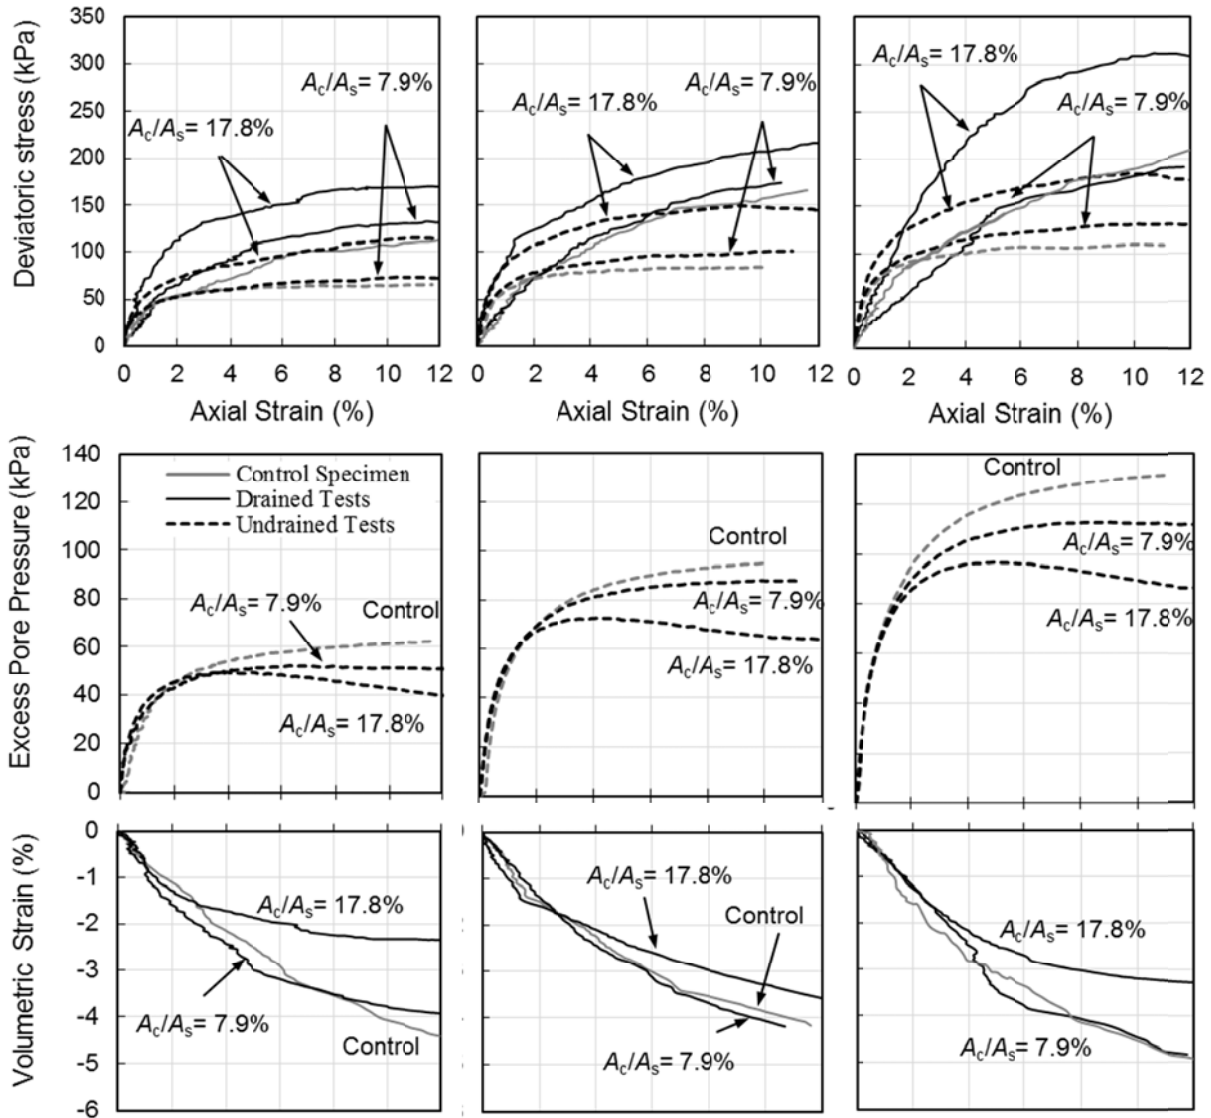 Deviatoric stress (kPa)
350
300
250
200
150
100
50
0
Ac/As= 7.9%
Ac/As= 17.8%
0 2 4 6 8 10 12
Axial Strain (%)
Ac/As= 17.8%
Ac/As= 7.9%
0 2 4 6 8 10 12
Axial Strain (%)
Ac/As= 17.8%
Ac/As= 7.9%
0 2 4 6 8 10 12
Axial Strain (%)
Excess Pore Pressure (kPa)
140
120
100
80
60
40
20
0
Control Specimen
Drained Tests
Undrained Tests
Ac/As= 7.9%
Control
Ac/As= 17.8%
Control
Ac/As= 7.9%
Ac/As= 17.8%
Control
Ac/As= 7.9%
Ac/As= 17.8%
Volumetric Strain (%)
0
-1
-2
-3
-4
-5
-6
Ac/As= 17.8%
Ac/As= 7.9%
Control
Ac/As= 17.8%
Control
Ac/As= 7.9%
Ac/As= 17.8%
Ac/As= 7.9%